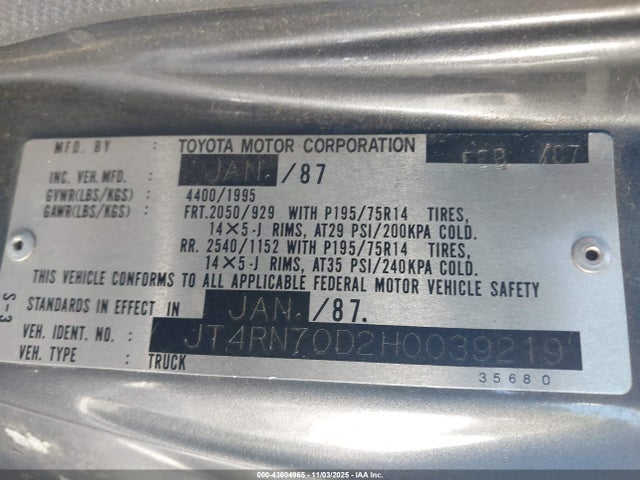 MFD. BY : TOYOTA MOTOR CORPORATION FEB /87
INC. VEH. MFD. : JAN. /87
GVWR(LBS/KGS) : 4400/1995
GAWR(LBS/KGS) : FRT. 2050/929 WITH P195/75R14 TIRES,
14×5-J RIMS, AT29 PSI/200KPA COLD.
RR. 2540/1152 WITH P195/75R14 TIRES,
14×5-J RIMS, AT35 PSI/240KPA COLD.
THIS VEHICLE CONFORMS TO ALL APPLICABLE FEDERAL MOTOR VEHICLE SAFETY
STANDARDS IN EFFECT IN JAN. /87.
VEH. IDENT. NO. : JT4RN70D2H0039219
VEH. TYPE : TRUCK
35680
S-3
000-43604965 - 11/03/2025 - IAA Corp.